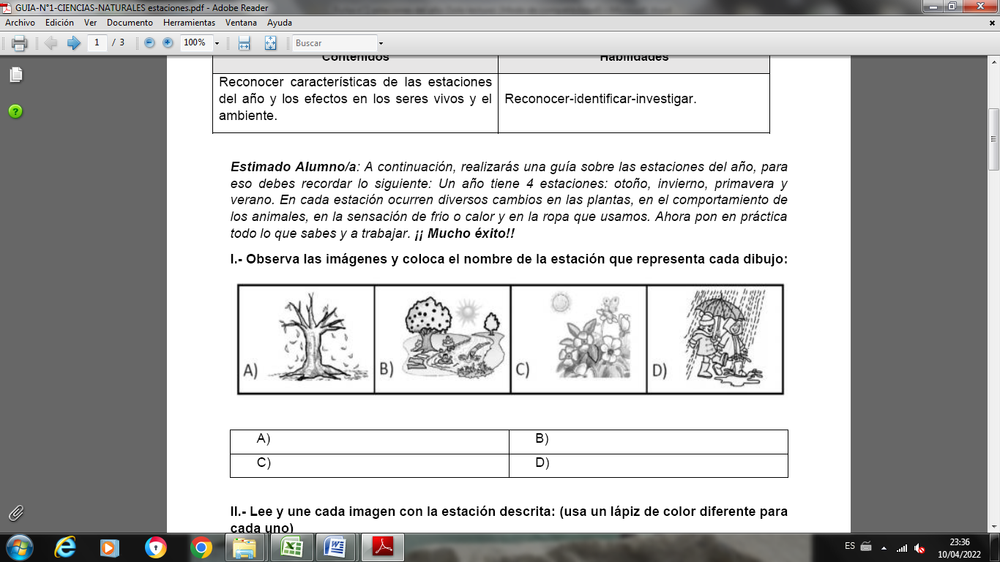 GUIA-N°1-CIENCIAS-NATURALES estaciones.pdf - Adobe Reader
Archivo Edición Ver Documento Herramientas Ventana Ayuda
1 / 3 100% Buscar
Contenidos Habilidades
Reconocer características de las estaciones
del año y los efectos en los seres vivos y el
ambiente.
Reconocer-identificar-investigar.
Estimado Alumno/a: A continuación, realizarás una guía sobre las estaciones del año, para
eso debes recordar lo siguiente: Un año tiene 4 estaciones: otoño, invierno, primavera y
verano. En cada estación ocurren diversos cambios en las plantas, en el comportamiento de
los animales, en la sensación de frio o calor y en la ropa que usamos. Ahora pon en práctica
todo lo que sabes y a trabajar. ¡¡ Mucho éxito!!
I.- Observa las imágenes y coloca el nombre de la estación que representa cada dibujo:
A) B) C) D)
A) B)
C) D)
II.- Lee y une cada imagen con la estación descrita: (usa un lápiz de color diferente para
cada uno)
ES 23:36
10/04/2022